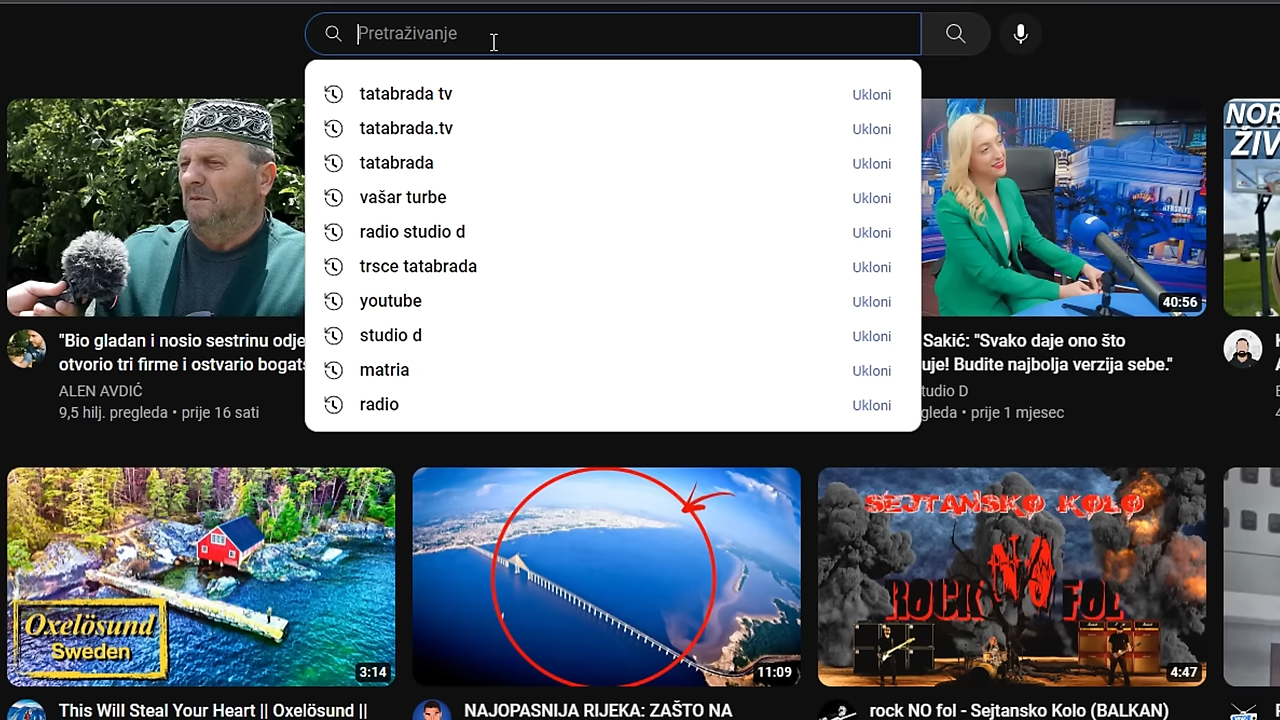 Pretraživanje
tatabrada tv Ukloni
tatabrada.tv Ukloni
tatabrada Ukloni
vašar turbe Ukloni
radio studio d Ukloni
trsce tatabrada Ukloni
youtube Ukloni
studio d Ukloni
matria Ukloni
radio Ukloni
40:56
NOR
ŽIV
"Bio gladan i nosio sestrinu odje
otvorio tri firme i ostvario bogats
ALEN AVDIĆ
9,5 hilj. pregleda • prije 16 sati
Sakić: "Svako daje ono što
uje! Budite najbolja verzija sebe."
tudio D
gleda • prije 1 mjesec
Oxelösund
Sweden
3:14
11:09
SEJTANSKO KOLO
ROCK NO FOL
4:47
This Will Steal Your Heart || Oxelösund ||
NAJOPASNIJA RIJEKA: ZAŠTO NA
rock NO fol - Sejtansko Kolo (BALKAN)